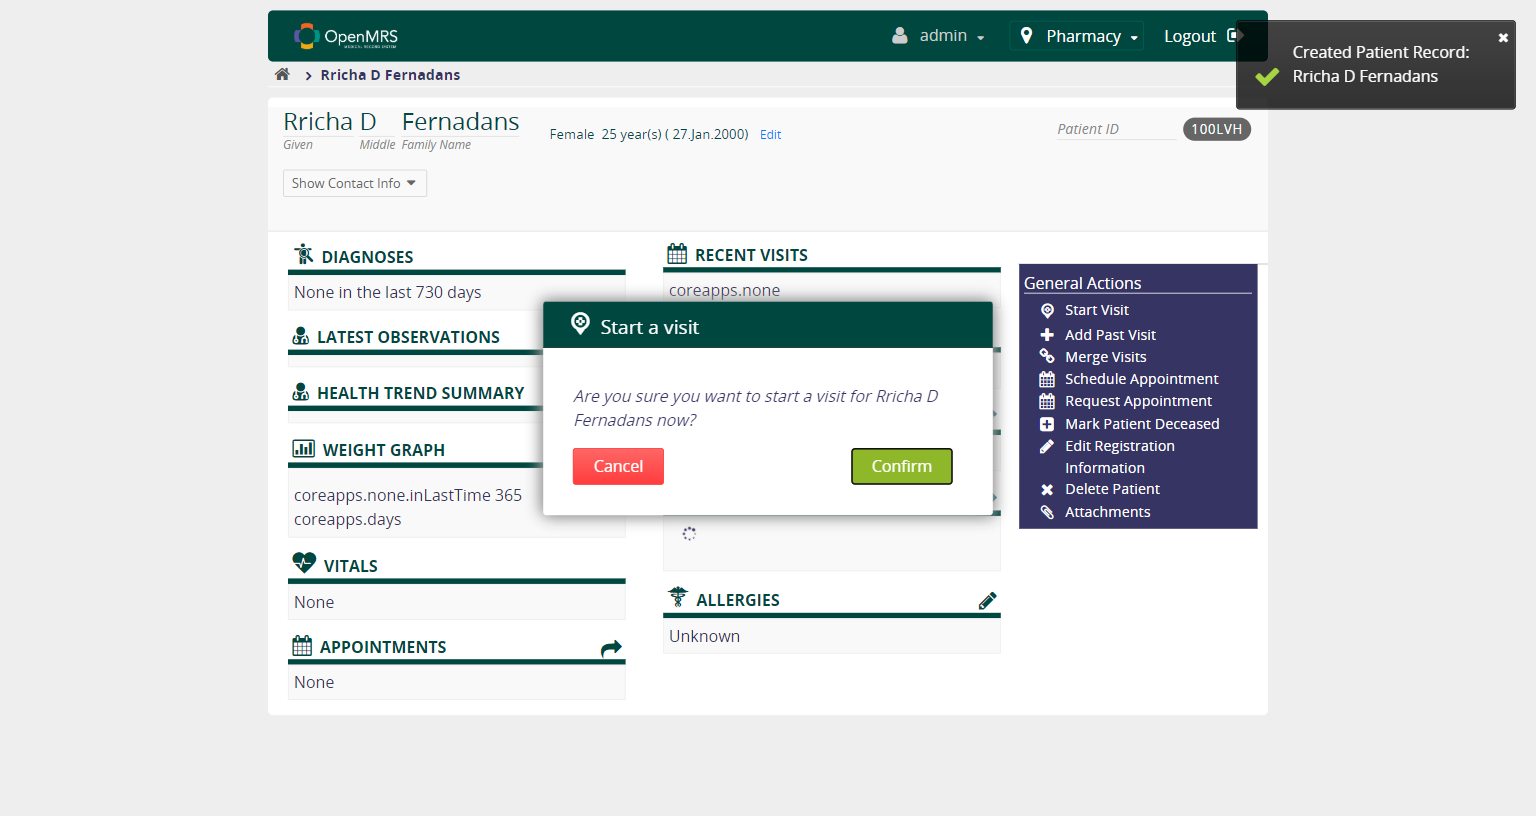 OpenMRS
MEDICAL RECORD SYSTEM
admin
Pharmacy
Logout
Created Patient Record:
Rricha D Fernadans
Rricha D Fernadans
Rricha D Fernadans
Given Middle Family Name
Female 25 year(s) ( 27.Jan.2000) Edit
Patient ID 100LVH
Show Contact Info
DIAGNOSES
None in the last 730 days
LATEST OBSERVATIONS
HEALTH TREND SUMMARY
WEIGHT GRAPH
coreapps.none.inLastTime 365
coreapps.days
VITALS
None
APPOINTMENTS
None
RECENT VISITS
coreapps.none
Start a visit
Are you sure you want to start a visit for Rricha D
Fernadans now?
Cancel
Confirm
ALLERGIES
Unknown
General Actions
Start Visit
Add Past Visit
Merge Visits
Schedule Appointment
Request Appointment
Mark Patient Deceased
Edit Registration
Information
Delete Patient
Attachments